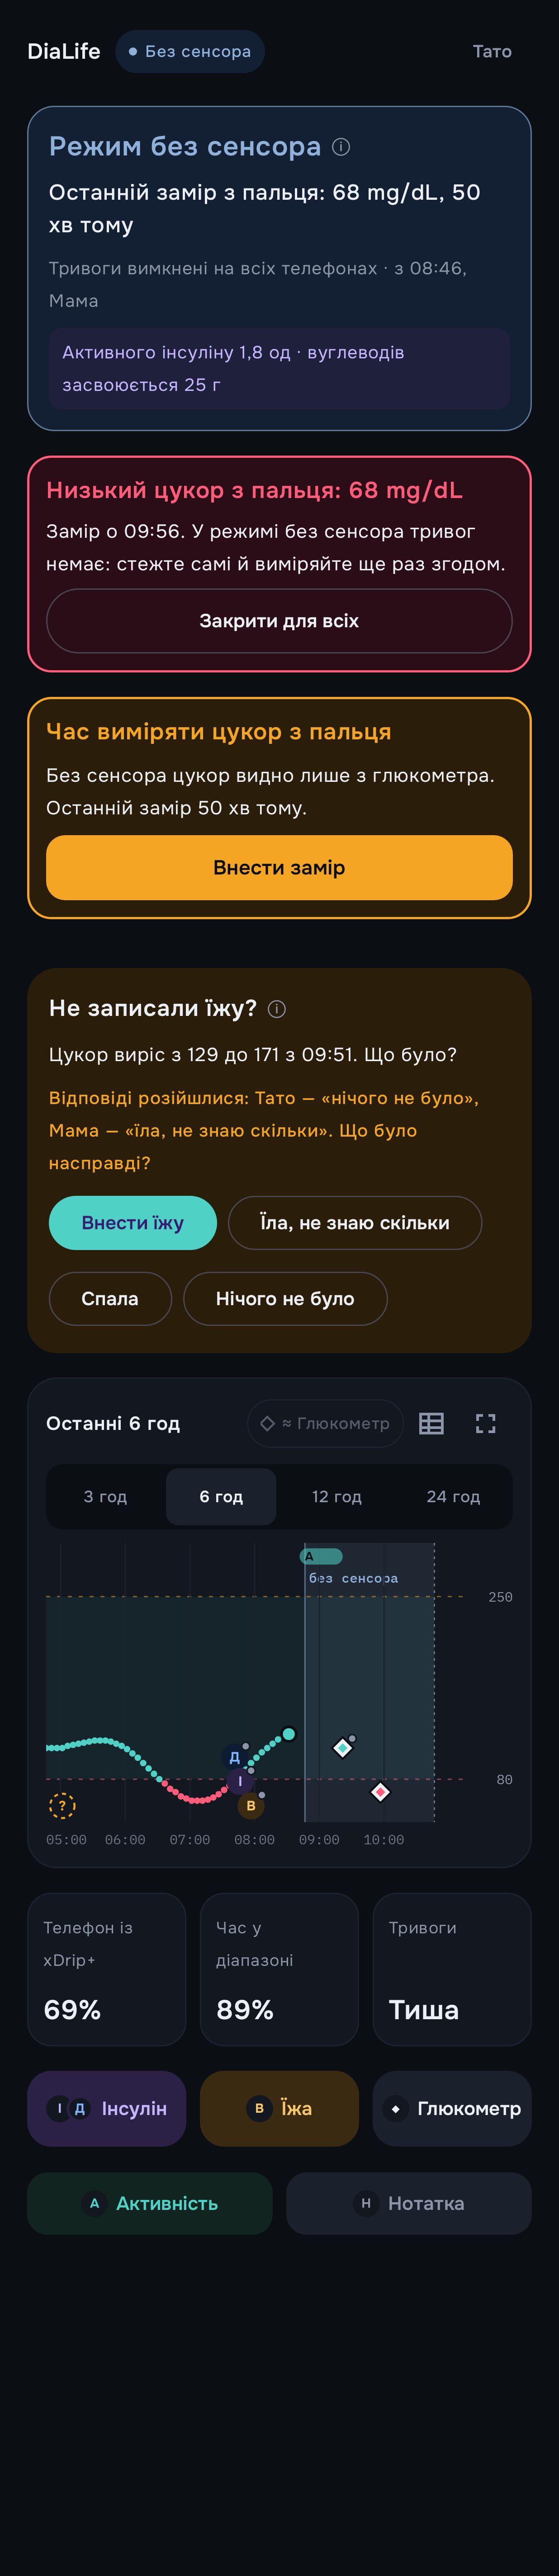 DiaLife
Без сенсора
Тато
Режим без сенсора ⓘ
Останній замір з пальця: 68 mg/dL, 50
хв тому
Тривоги вимкнені на всіх телефонах · з 08:46,
Мама
Активного інсуліну 1,8 од · вуглеводів
засвоюється 25 г
Низький цукор з пальця: 68 mg/dL
Замір о 09:56. У режимі без сенсора тривог
немає: стежте самі й виміряйте ще раз згодом.
Закрити для всіх
Час виміряти цукор з пальця
Без сенсора цукор видно лише з глюкометра.
Останній замір 50 хв тому.
Внести замір
Не записали їжу? ⓘ
Цукор виріс з 129 до 171 з 09:51. Що було?
Відповіді розійшлися: Тато — «нічого не було»,
Мама — «їла, не знаю скільки». Що було
насправді?
Внести їжу
Їла, не знаю скільки
Спала
Нічого не було
Останні 6 год
≈ Глюкометр
3 год
6 год
12 год
24 год
А
без сенсора
250
Д
І
80
?
В
05:00 06:00 07:00 08:00 09:00 10:00
Телефон із
xDrip+
69%
Час у
діапазоні
89%
Тривоги
Тиша
І Д Інсулін
В Їжа
Глюкометр
А Активність
Н Нотатка